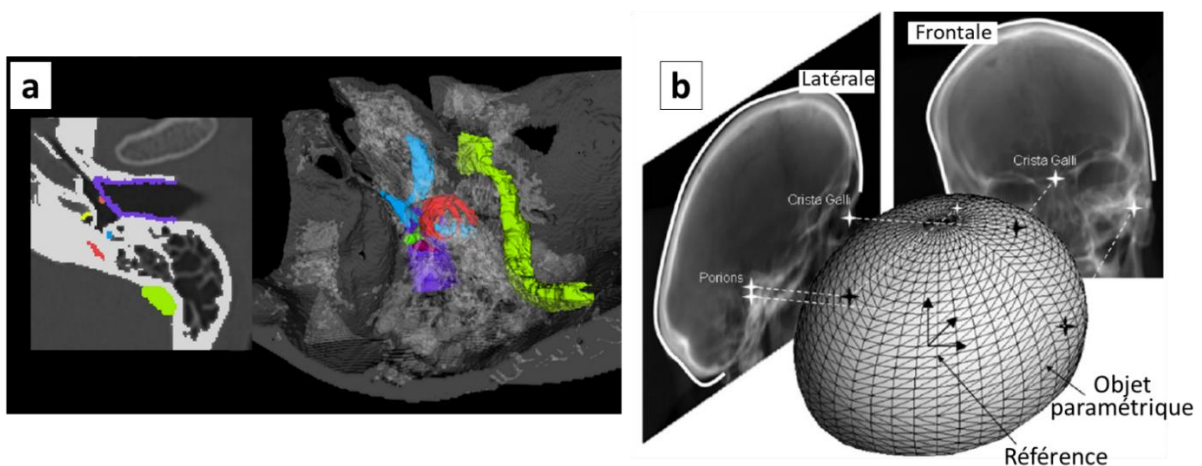 a
b
Latérale
Frontale
Crista Galli
Crista Galli
Porions
Objet
paramétrique
Référence